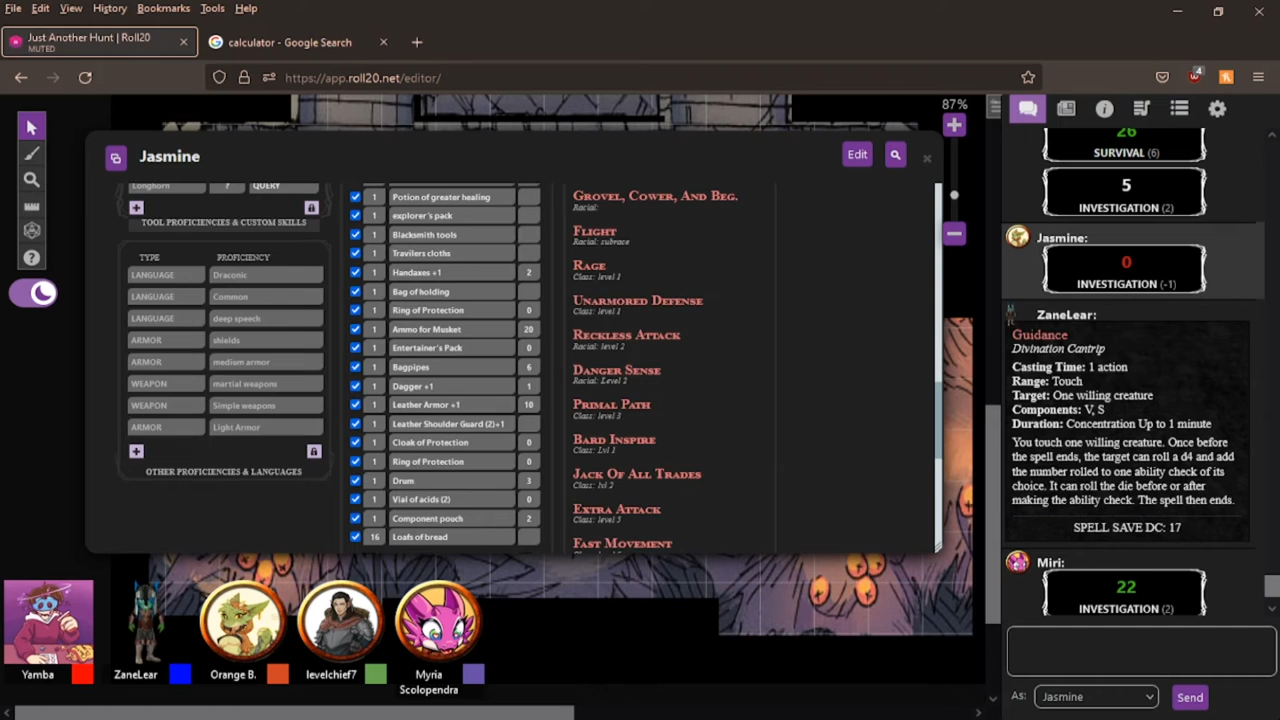 File Edit View History Bookmarks Tools Help
Just Another Hunt | Roll20
MUTED
calculator - Google Search
https://app.roll20.net/editor/
4
87%
Jasmine
Edit
Longhorn ? QUERY
TOOL PROFICIENCIES & CUSTOM SKILLS
TYPE PROFICIENCY
LANGUAGE Draconic
LANGUAGE Common
LANGUAGE deep speech
ARMOR shields
ARMOR medium armor
WEAPON martial weapons
WEAPON Simple weapons
ARMOR Light Armor
OTHER PROFICIENCIES & LANGUAGES
1 Potion of greater healing
1 explorer's pack
1 Blacksmith tools
1 Travilers cloths
1 Handaxes +1 2
1 Bag of holding
1 Ring of Protection 0
1 Ammo for Musket 20
1 Entertainer's Pack 0
1 Bagpipes 6
1 Dagger +1 1
1 Leather Armor +1 10
1 Leather Shoulder Guard (2)+1
1 Cloak of Protection 0
1 Ring of Protection 0
1 Drum 3
1 Vial of acids (2) 0
1 Component pouch 2
16 Loafs of bread
Grovel, Cower, And Beg.
Racial:
Flight
Racial: subrace
Rage
Class: level 1
Unarmored Defense
Class: level 1
Reckless Attack
Racial: level 2
Danger Sense
Racial: Level 2
Primal Path
Class: level 3
Bard Inspire
Class: Lvl 1
Jack Of All Trades
Class: lvl 2
Extra Attack
Class: level 5
Fast Movement
26
SURVIVAL (6)
5
INVESTIGATION (2)
Jasmine:
0
INVESTIGATION (-1)
ZaneLear:
Guidance
Divination Cantrip
Casting Time: 1 action
Range: Touch
Target: One willing creature
Components: V, S
Duration: Concentration Up to 1 minute
You touch one willing creature. Once before
the spell ends, the target can roll a d4 and add
the number rolled to one ability check of its
choice. It can roll the die before or after
making the ability check. The spell then ends.
SPELL SAVE DC: 17
Miri:
22
INVESTIGATION (2)
As: Jasmine Send
Yamba
ZaneLear
Orange B.
levelchief7
Myria
Scolopendra